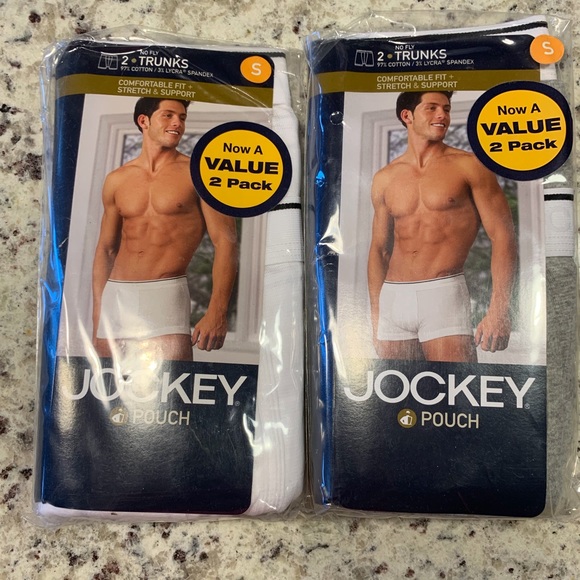 NO FLY
2 • TRUNKS
97% COTTON / 3% LYCRA® SPANDEX
S
COMFORTABLE FIT +
STRETCH & SUPPORT
Now A
VALUE
2 Pack
JOCKEY
POUCH
NO FLY
2 • TRUNKS
97% COTTON / 3% LYCRA® SPANDEX
S
COMFORTABLE FIT +
STRETCH & SUPPORT
Now A
VALUE
2 Pack
JOCKEY®
POUCH